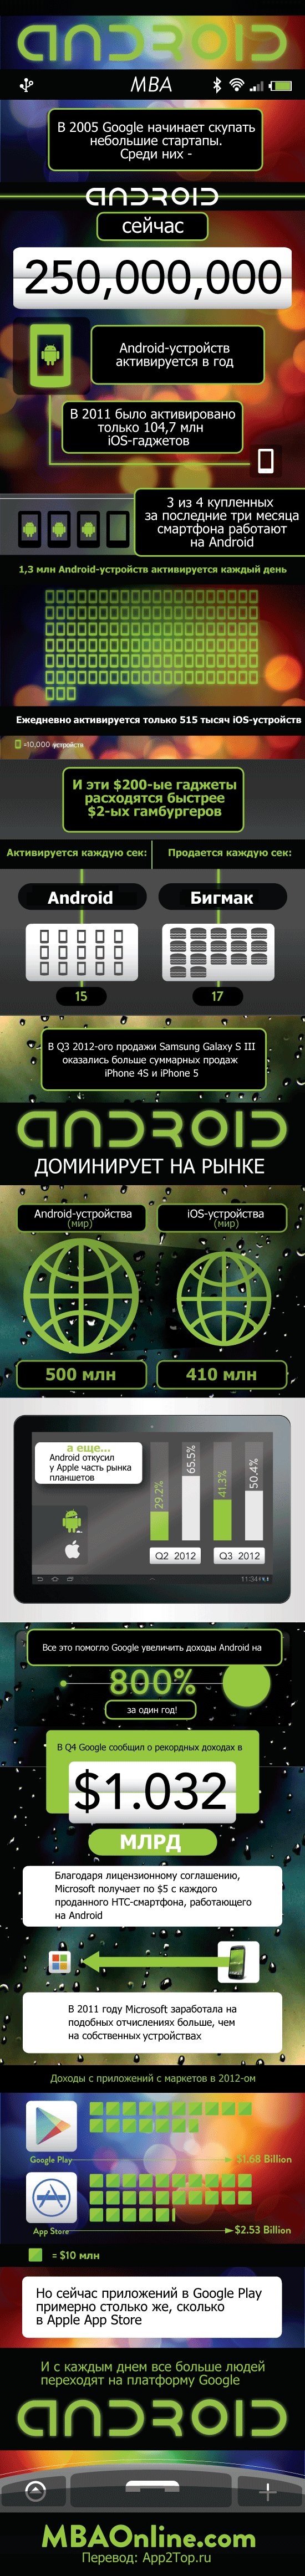 ANDROID
MBA
В 2005 Google начинает скупать
небольшие стартапы.
Среди них -
ANDROID
сейчас
250,000,000
Android-устройств
активируется в год
В 2011 было активировано
только 104,7 млн
iOS-гаджетов
3 из 4 купленных
за последние три месяца
смартфона работают
на Android
1,3 млн Android-устройств активируется каждый день
Ежедневно активируется только 515 тысяч iOS-устройств
=10,000 устройств
И эти $200-ые гаджеты
расходятся быстрее
$2-ых гамбургеров
Активируется каждую сек:
Продается каждую сек:
Android
Бигмак
15
17
В Q3 2012-ого продажи Samsung Galaxy S III
оказались больше суммарных продаж
iPhone 4S и iPhone 5
ANDROID
ДОМИНИРУЕТ НА РЫНКЕ
Android-устройства
(мир)
iOS-устройства
(мир)
500 млн
410 млн
а еще...
Android откусил
у Apple часть рынка
планшетов
29.2%
65.5%
41.3%
50.4%
Q2 2012
Q3 2012
11:34
Все это помогло Google увеличить доходы Android на
800%
за один год!
В Q4 Google сообщил о рекордных доходах в
$1.032
МЛРД
Благодаря лицензионному соглашению,
Microsoft получает по $5 с каждого
проданного HTC-смартфона, работающего
на Android
В 2011 году Microsoft заработала на
подобных отчислениях больше, чем
на собственных устройствах
Доходы с приложений с маркетов в 2012-ом
Google Play
$1.68 Billion
App Store
$2.53 Billion
= $10 млн
Но сейчас приложений в Google Play
примерно столько же, сколько
в Apple App Store
И с каждым днем все больше людей
переходят на платформу Google
ANDROID
MBAOnline.com
Перевод: App2Top.ru